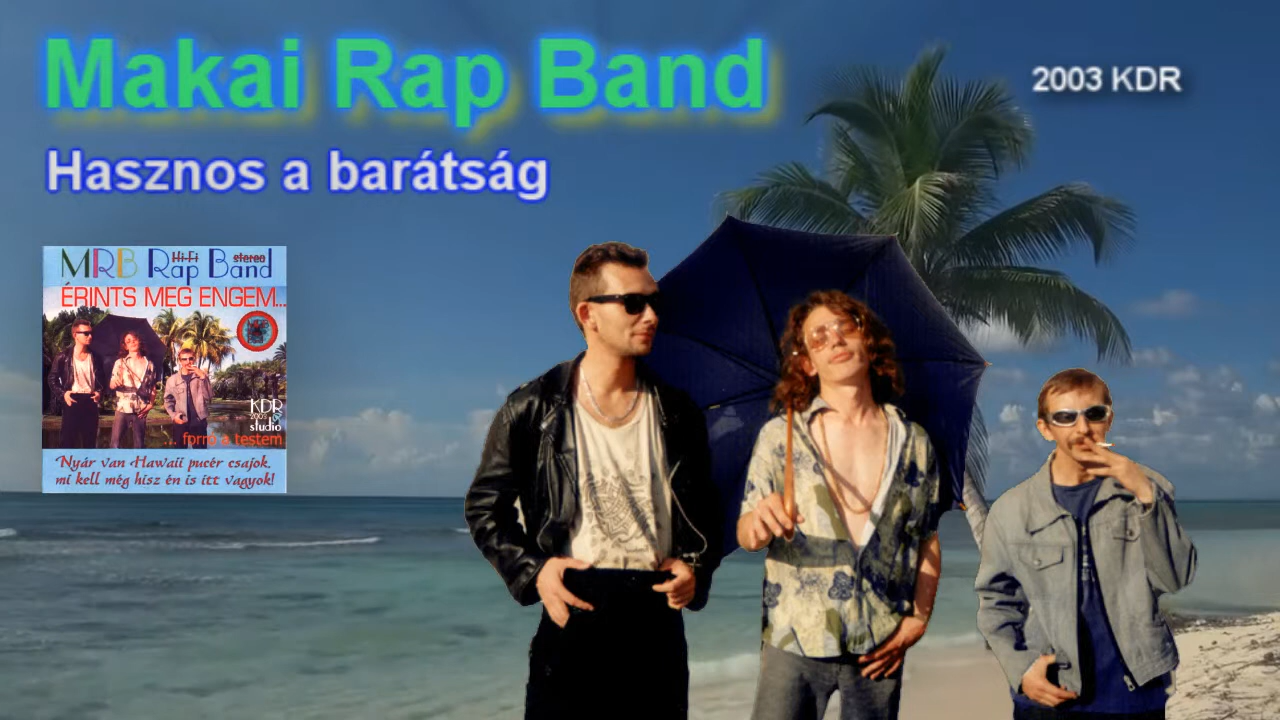 Makai Rap Band
2003 KDR
Hasznos a barátság
MRB Rap Band
Hi-Fi
stereo
ÉRINTS MEG ENGEM...
KDR
2003
studio
... forró a testem
Nyár van Hawaii pucér csajok.
mi kell még hisz én is itt vagyok!